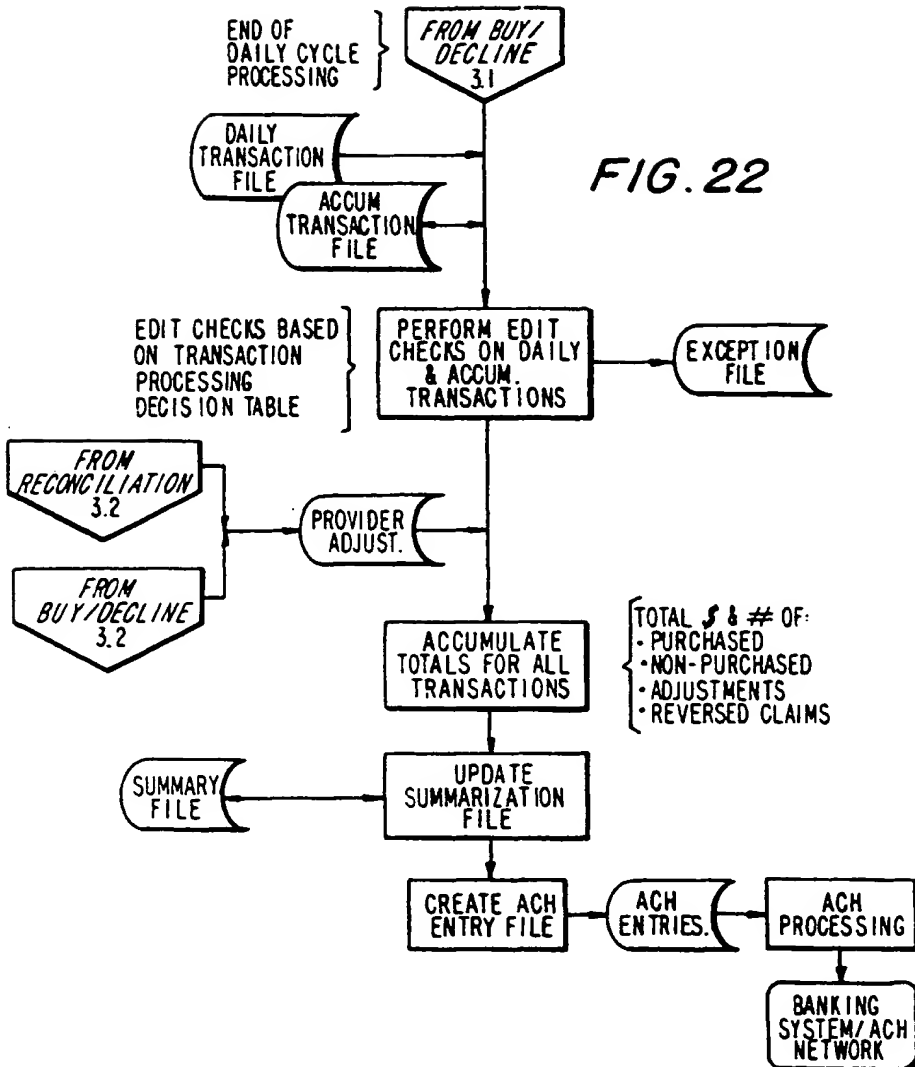 END OF
DAILY CYCLE
PROCESSING
FROM BUY/
DECLINE
3.1
DAILY
TRANSACTION
FILE
FIG. 22
ACCUM
TRANSACTION
FILE
EDIT CHECKS BASED
ON TRANSACTION
PROCESSING
DECISION TABLE
PERFORM EDIT
CHECKS ON DAILY
& ACCUM.
TRANSACTIONS
EXCEPTION
FILE
FROM
RECONCILIATION
3.2
PROVIDER
ADJUST.
FROM
BUY/DECLINE
3.2
ACCUMULATE
TOTALS FOR ALL
TRANSACTIONS
TOTAL $ & # OF:
• PURCHASED
• NON-PURCHASED
• ADJUSTMENTS
• REVERSED CLAIMS
SUMMARY
FILE
UPDATE
SUMMARIZATION
FILE
CREATE ACH
ENTRY FILE
ACH
ENTRIES.
ACH
PROCESSING
BANKING
SYSTEM/ACH
NETWORK